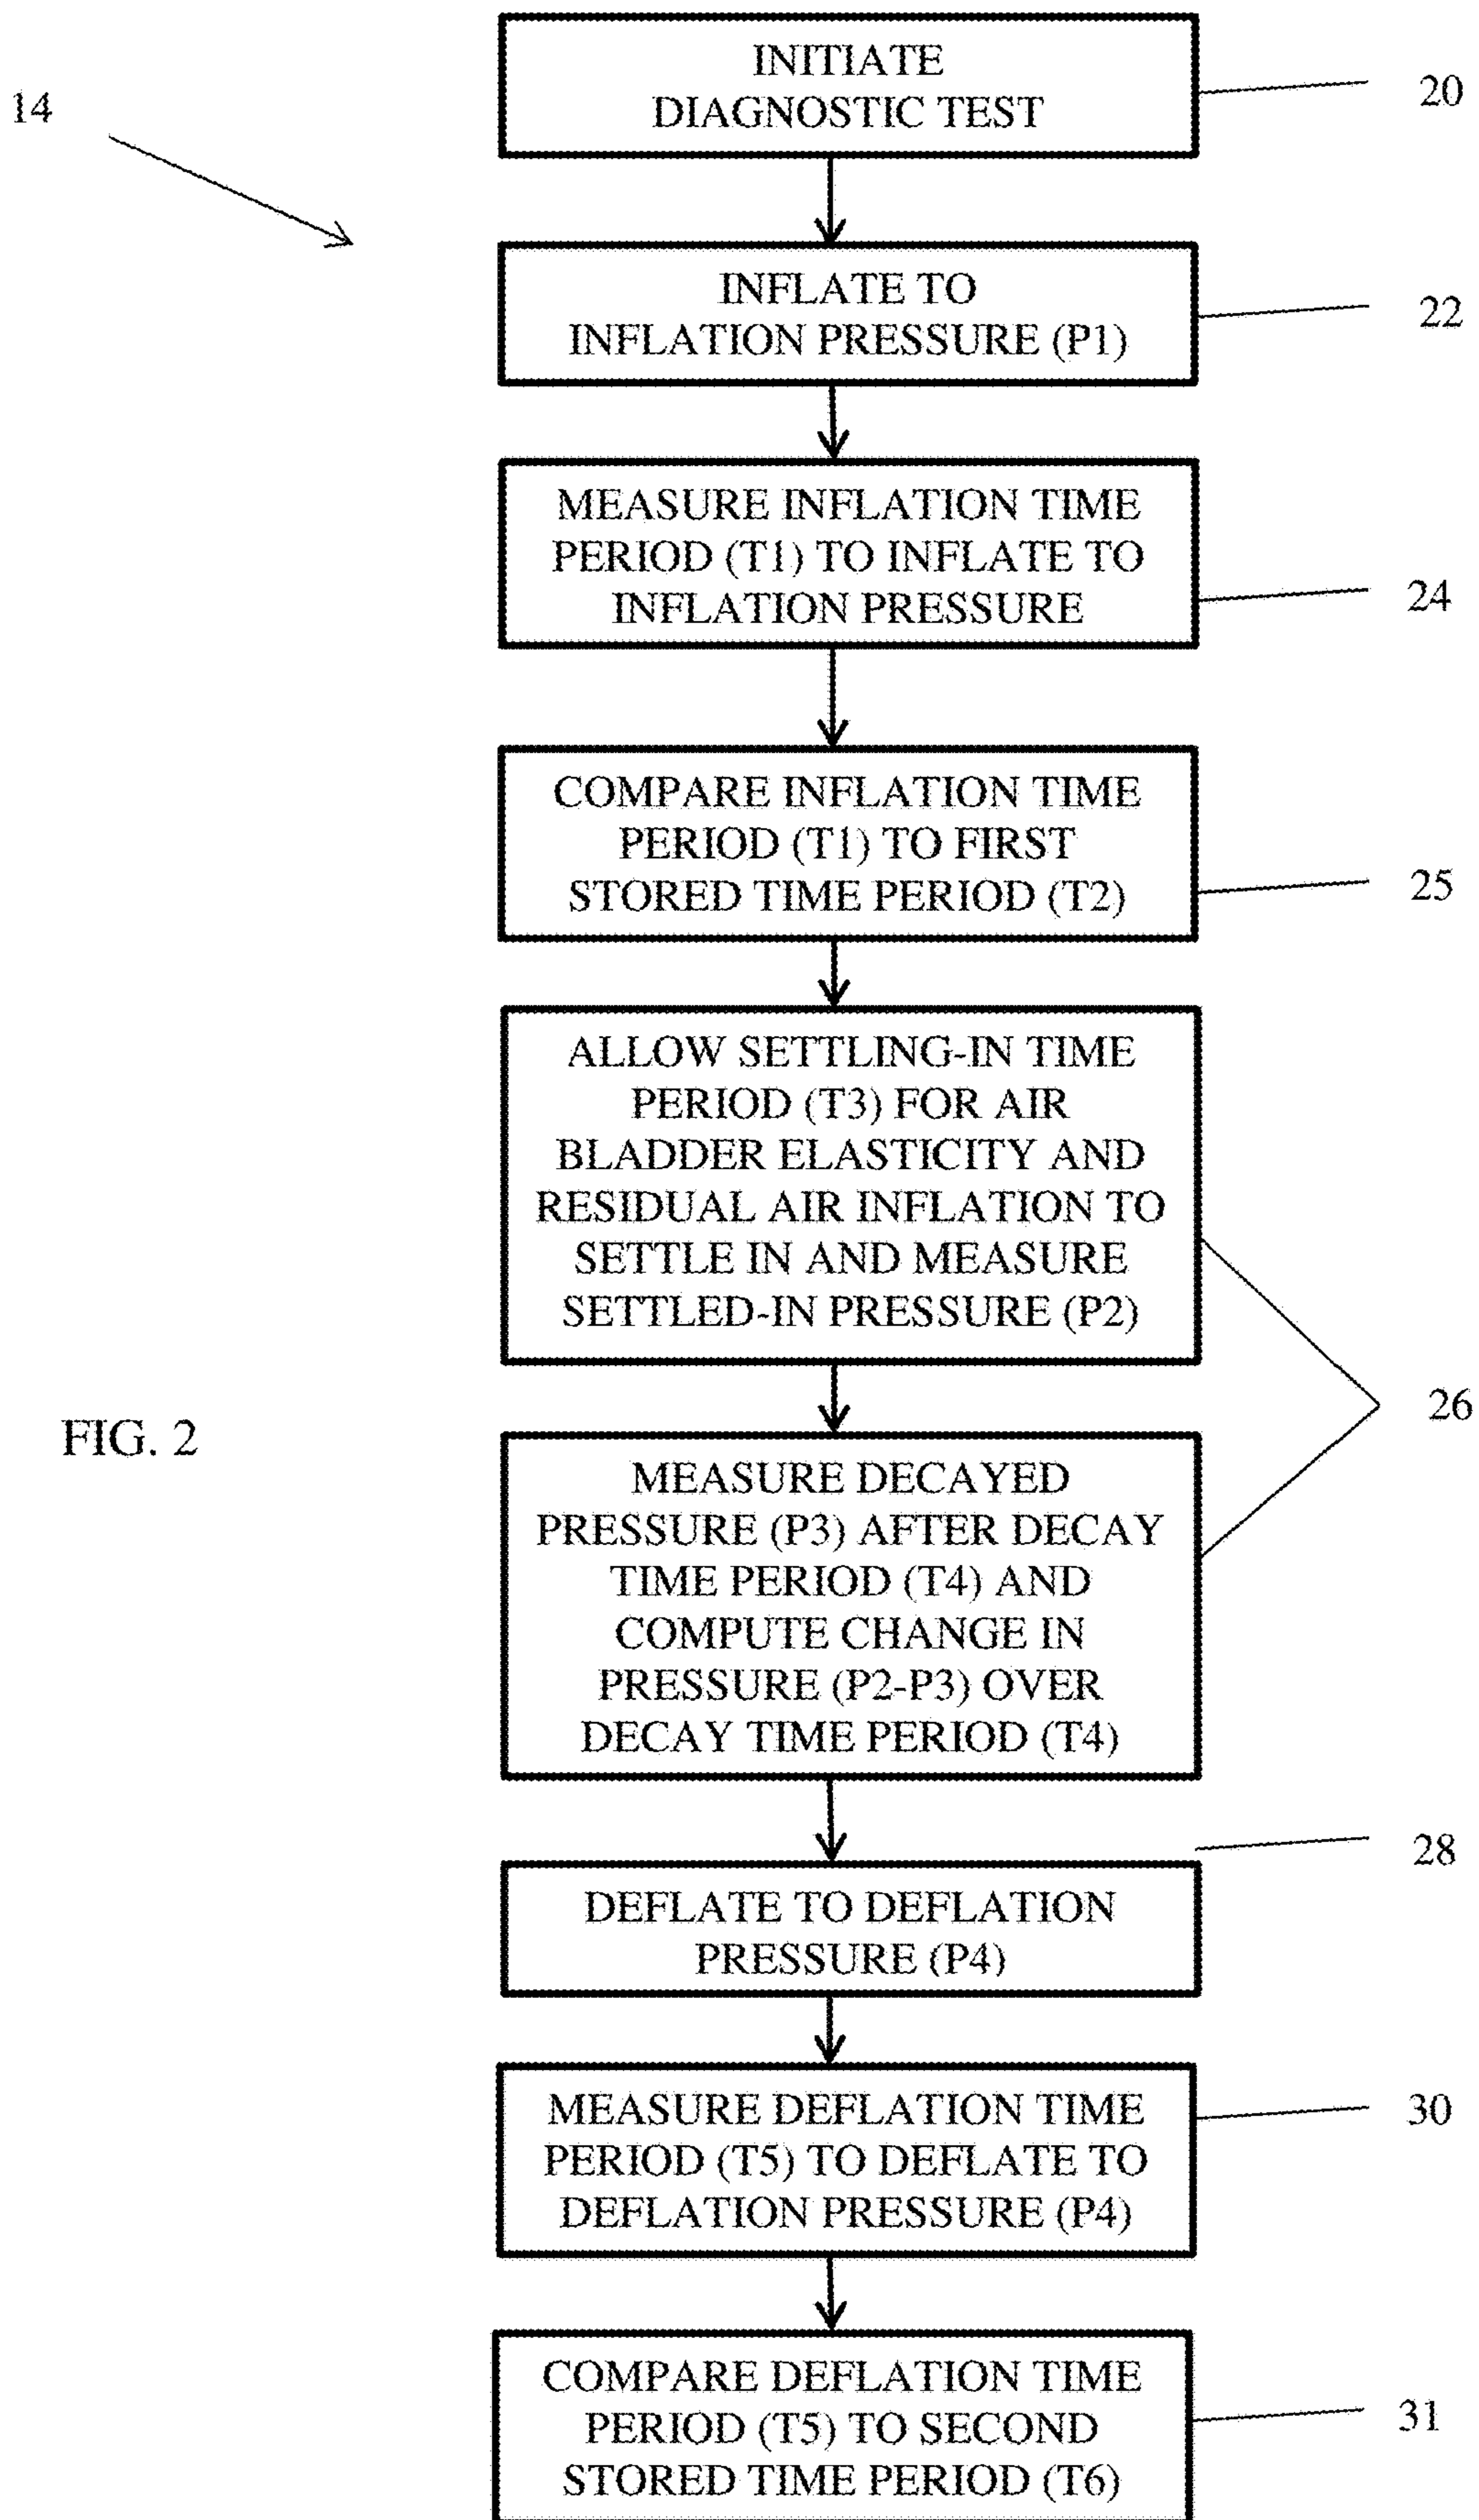 INITIATE
DIAGNOSTIC TEST
20
14
INFLATE TO
INFLATION PRESSURE (P1)
22
MEASURE INFLATION TIME
PERIOD (T1) TO INFLATE TO
INFLATION PRESSURE
24
COMPARE INFLATION TIME
PERIOD (T1) TO FIRST
STORED TIME PERIOD (T2)
25
ALLOW SETTLING-IN TIME
PERIOD (T3) FOR AIR
BLADDER ELASTICITY AND
RESIDUAL AIR INFLATION TO
SETTLE IN AND MEASURE
SETTLED-IN PRESSURE (P2)
26
FIG. 2
MEASURE DECAYED
PRESSURE (P3) AFTER DECAY
TIME PERIOD (T4) AND
COMPUTE CHANGE IN
PRESSURE (P2-P3) OVER
DECAY TIME PERIOD (T4)
28
DEFLATE TO DEFLATION
PRESSURE (P4)
MEASURE DEFLATION TIME
PERIOD (T5) TO DEFLATE TO
DEFLATION PRESSURE (P4)
30
COMPARE DEFLATION TIME
PERIOD (T5) TO SECOND
STORED TIME PERIOD (T6)
31